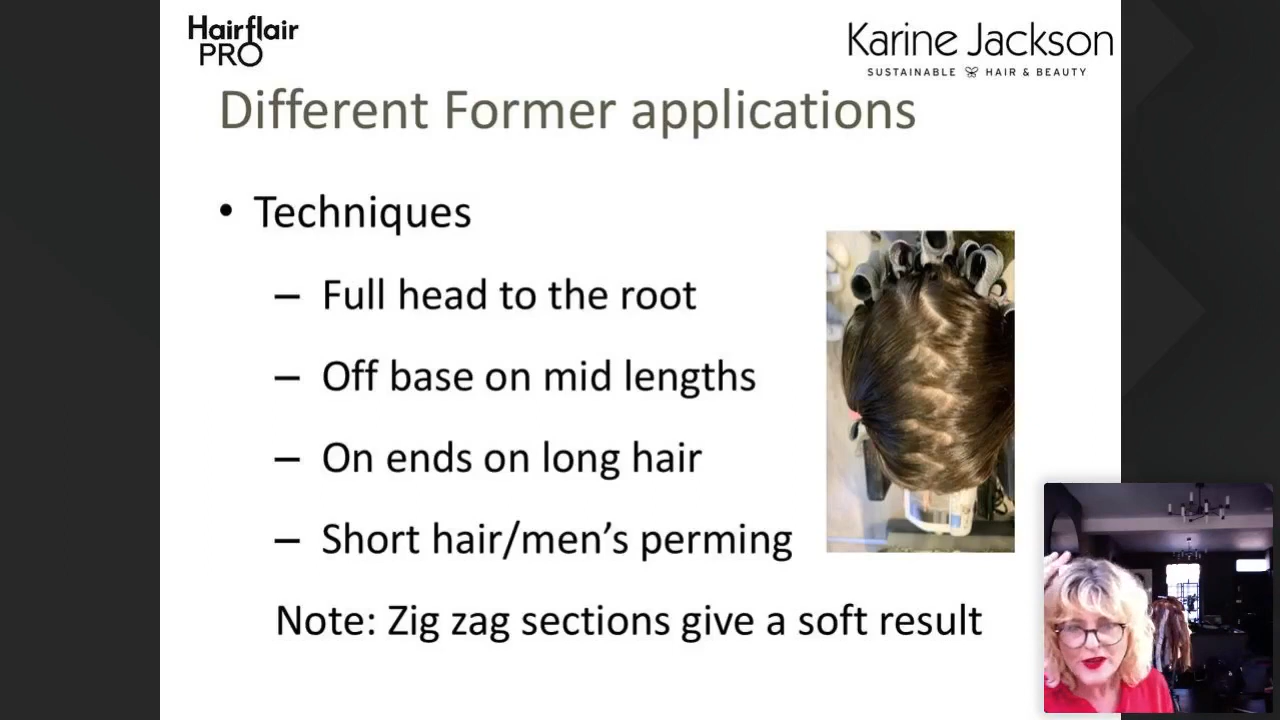 Hairflair
PRO
Karine Jackson
SUSTAINABLE HAIR & BEAUTY
Different Former applications
• Techniques
– Full head to the root
– Off base on mid lengths
– On ends on long hair
– Short hair/men’s perming
Note: Zig zag sections give a soft result